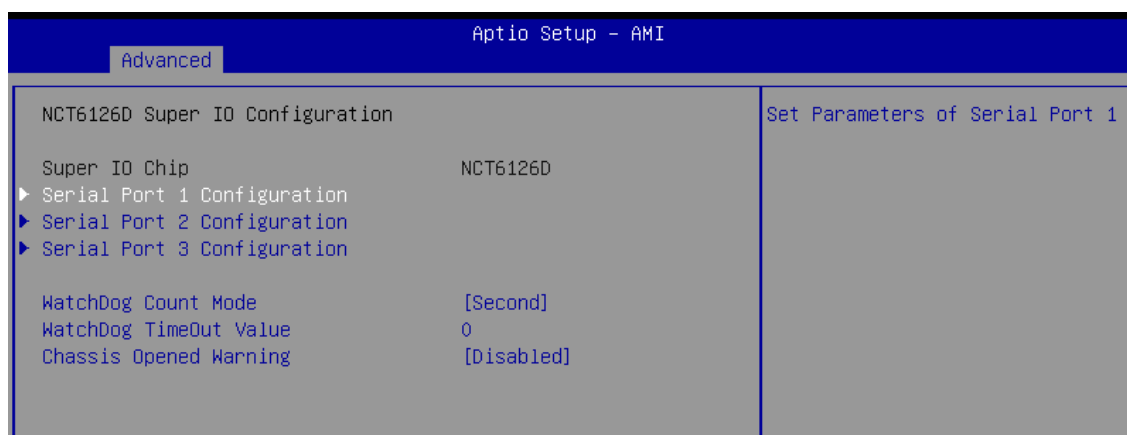 Aptio Setup – AMI
Advanced
NCT6126D Super IO Configuration
Set Parameters of Serial Port 1
Super IO Chip NCT6126D
Serial Port 1 Configuration
Serial Port 2 Configuration
Serial Port 3 Configuration
WatchDog Count Mode [Second]
WatchDog TimeOut Value 0
Chassis Opened Warning [Disabled]